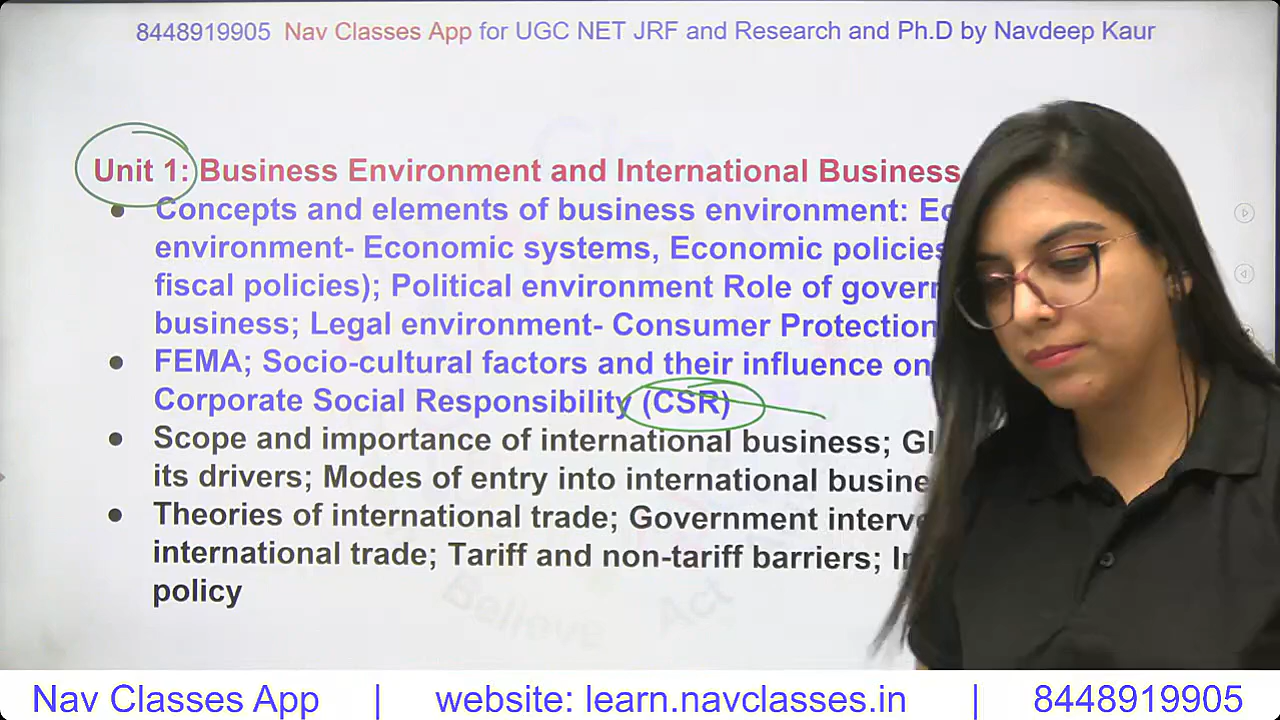 8448919905 Nav Classes App for UGC NET JRF and Research and Ph.D by Navdeep Kaur
Unit 1: Business Environment and International Business
● Concepts and elements of business environment:
environment- Economic systems, Economic policies
fiscal policies); Political environment Role of
business; Legal environment- Consumer Protection
● FEMA; Socio-cultural factors and their influence on
Corporate Social Responsibility (CSR)
● Scope and importance of international business;
its drivers; Modes of entry into international
● Theories of international trade; Government
international trade; Tariff and non-tariff barriers;
policy
Believe Act
Nav Classes App | website: learn.navclasses.in | 8448919905